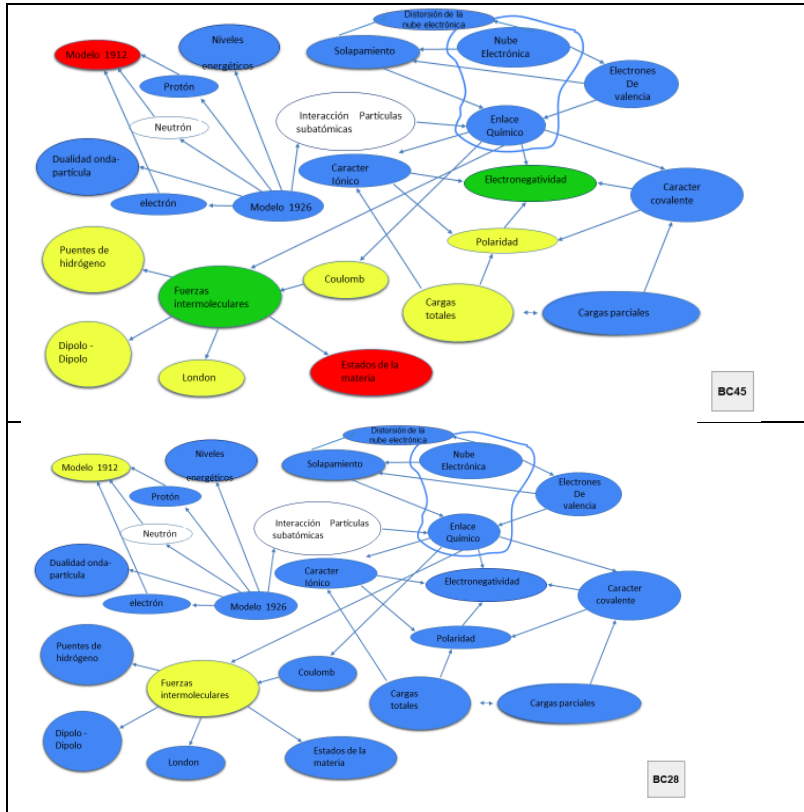 Distorsión de la
nube electrónica
Niveles
energéticos
Solapamiento
Nube
Electrónica
Modelo 1912
Electrones
De
valencia
Protón
Interacción Partículas
subatómicas
Enlace
Químico
Neutrón
Dualidad onda-
partícula
Caracter
Iónico
Electronegatividad
Caracter
covalente
electrón
Modelo 1926
Polaridad
Puentes de
hidrógeno
Coulomb
Fuerzas
intermoleculares
Cargas
totales
Cargas parciales
Dipolo -
Dipolo
London
Estados de la
materia
BC45
Distorsión de la
nube electrónica
Niveles
energéticos
Solapamiento
Nube
Electrónica
Modelo 1912
Electrones
De
valencia
Protón
Interacción Partículas
subatómicas
Enlace
Químico
Neutrón
Dualidad onda-
partícula
Caracter
Iónico
Electronegatividad
Caracter
covalente
electrón
Modelo 1926
Polaridad
Puentes de
hidrógeno
Coulomb
Fuerzas
intermoleculares
Cargas
totales
Cargas parciales
Dipolo -
Dipolo
London
Estados de la
materia
BC28